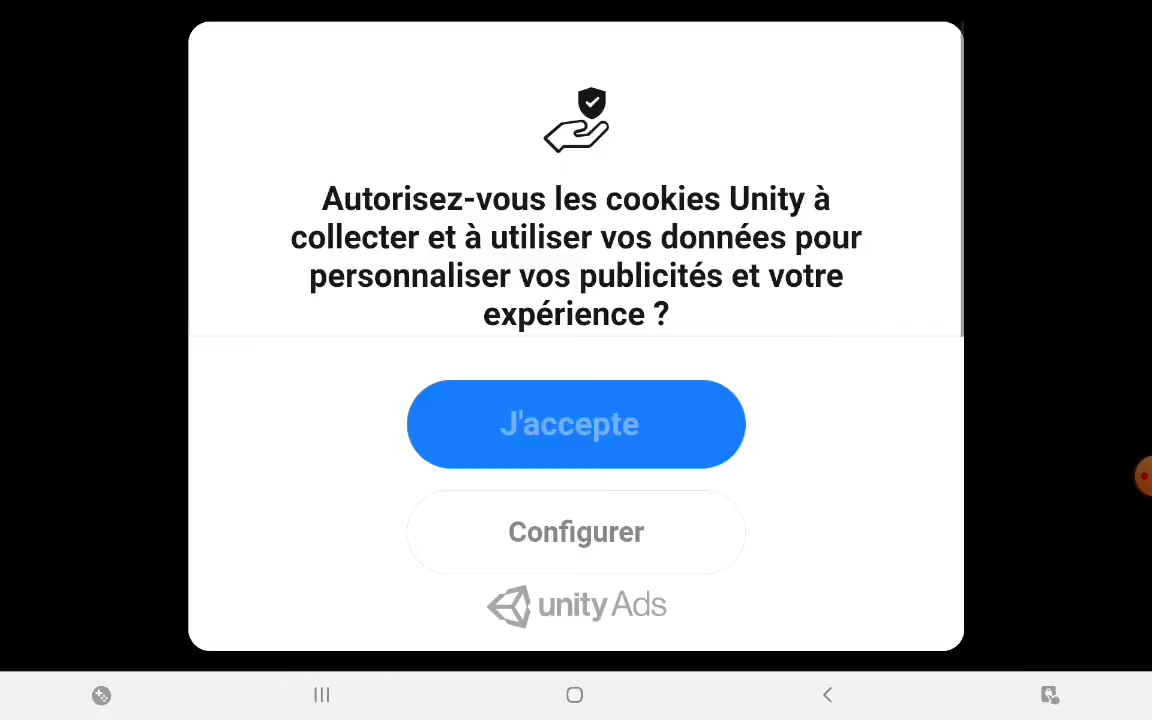 Autorisez-vous les cookies Unity à
collecter et à utiliser vos données pour
personnaliser vos publicités et votre
expérience ?
J'accepte
Configurer
unity Ads